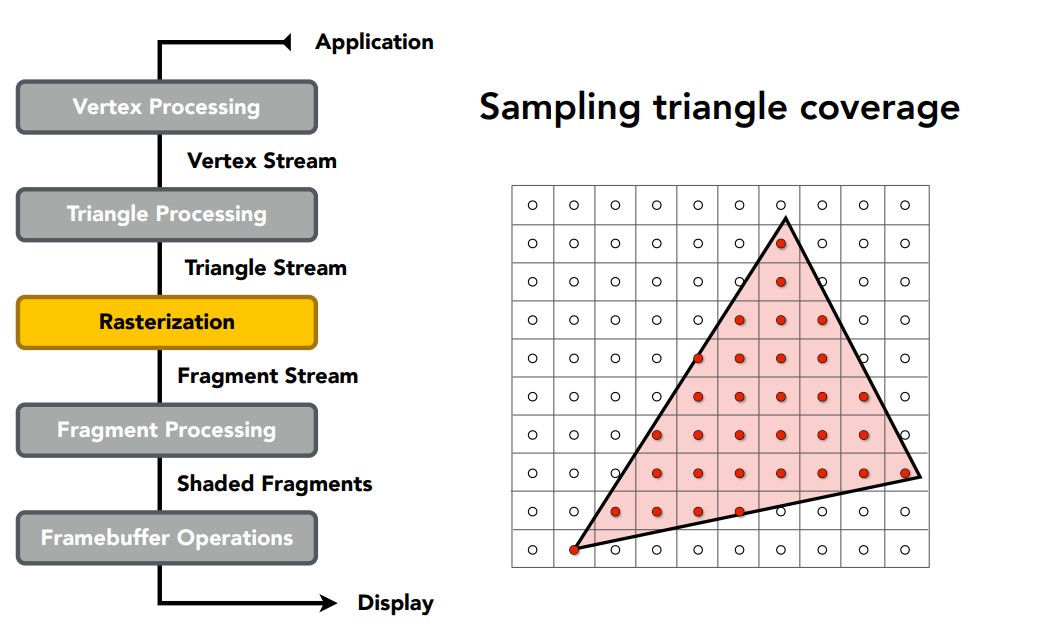 Application
Vertex Processing
Vertex Stream
Triangle Processing
Triangle Stream
Rasterization
Fragment Stream
Fragment Processing
Shaded Fragments
Framebuffer Operations
Display
Sampling triangle coverage